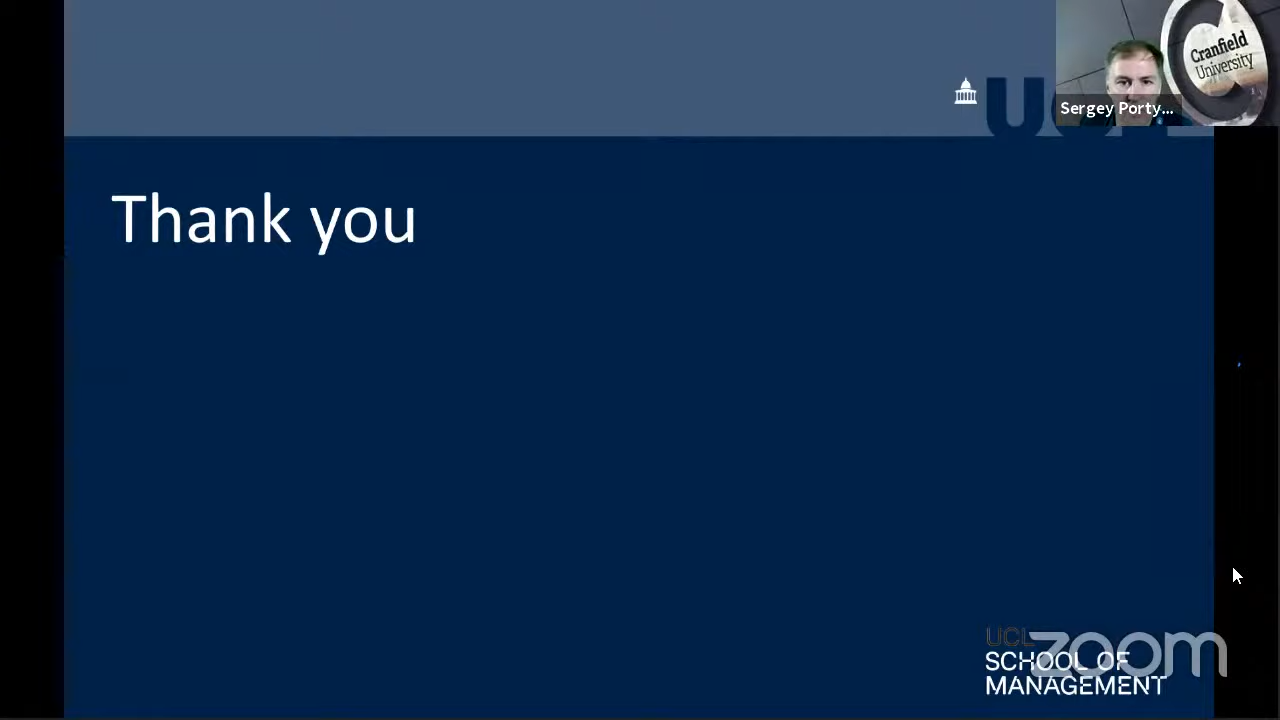 Cranfield
University
Sergey Porty...
Thank you
UCL
zoom
SCHOOL OF
MANAGEMENT